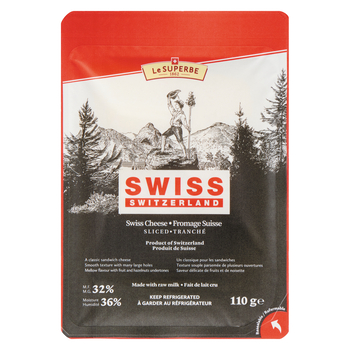 LE SUPERBE
SWISS
SWITZERLAND
Swiss Cheese • Fromage Suisse
SLICED • TRANCHÉ
Product of Switzerland
Produit de Suisse
A classic sandwich cheese
Smooth texture with many large holes
Mellow flavour with fruit and hazelnuts undertones
Un classique pour les sandwiches
Texture souple parsemée de plusieurs ouvertures
Saveur délicate de fruits et de noisette
M.F. 32%
M.G.
Moisture 36%
Humidité
Made with raw milk • Fait de lait cru
KEEP REFRIGERATED
À GARDER AU RÉFRIGÉRATEUR
110 g e
Resealable / Refermable